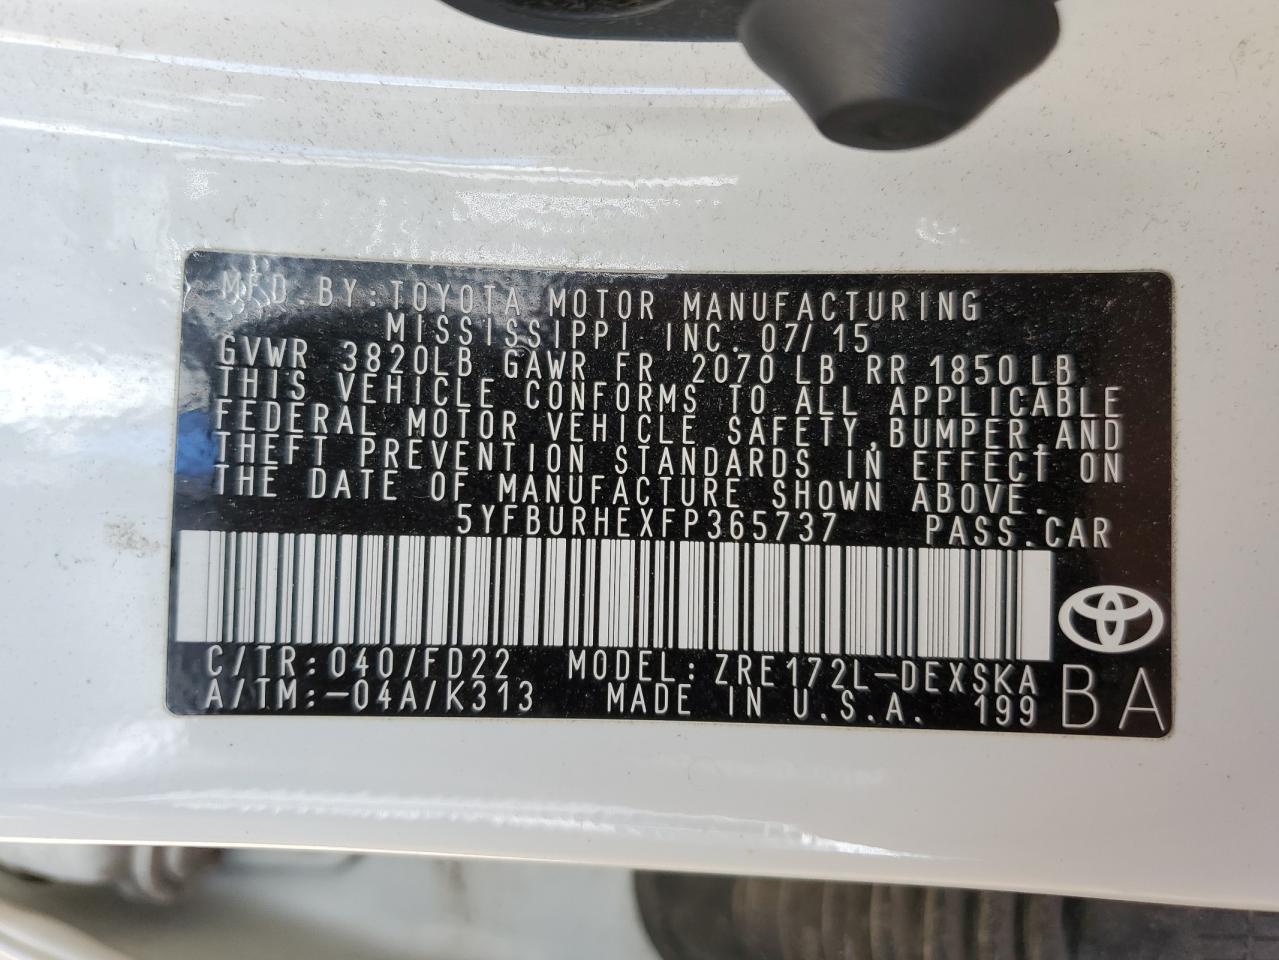 MFD.BY:TOYOTA MOTOR MANUFACTURING
MISSISSIPPI INC. 07/15
GVWR 3820LB GAWR FR 2070LB RR 1850LB
THIS VEHICLE CONFORMS TO ALL APPLICABLE
FEDERAL MOTOR VEHICLE SAFETY,BUMPER,AND
THEFT PREVENTION STANDARDS IN EFFECT ON
THE DATE OF MANUFACTURE SHOWN ABOVE.
5YFBURHEXFP365737 PASS.CAR
C/TR:040/FD22 MODEL:ZRE172L-DEXSKA
A/TM:-04A/K313 MADE IN U.S.A. 199 BA